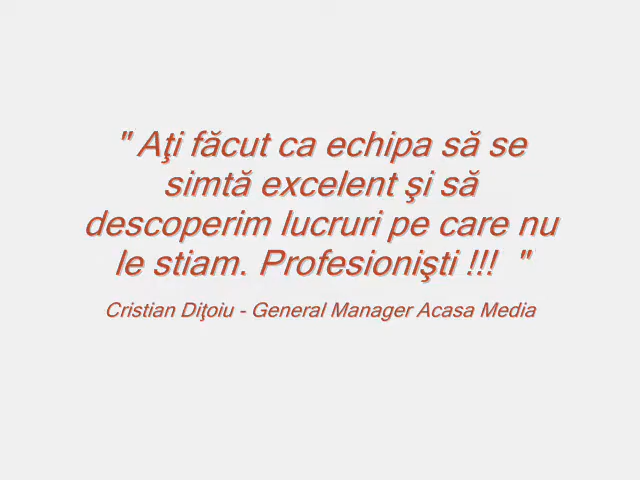 " Aţi făcut ca echipa să se
simtă excelent şi să
descoperim lucruri pe care nu
le stiam. Profesionişti !!! "
Cristian Diţoiu - General Manager Acasa Media